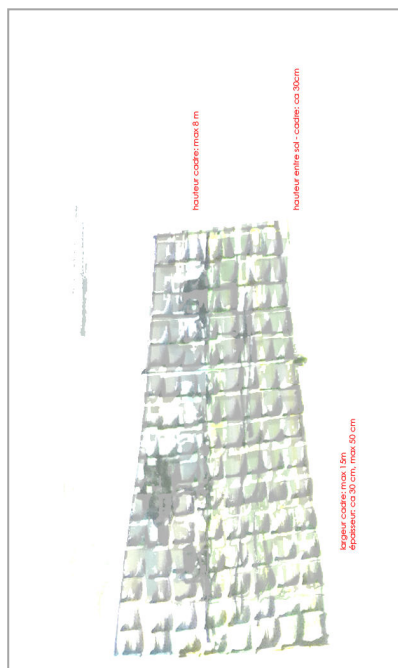 hauteur cadre: max 8 m
hauteur entre sol - cadre: ca 30cm
largeur cadre: max 15m
épaisseur: ca 30 cm, max 50 cm